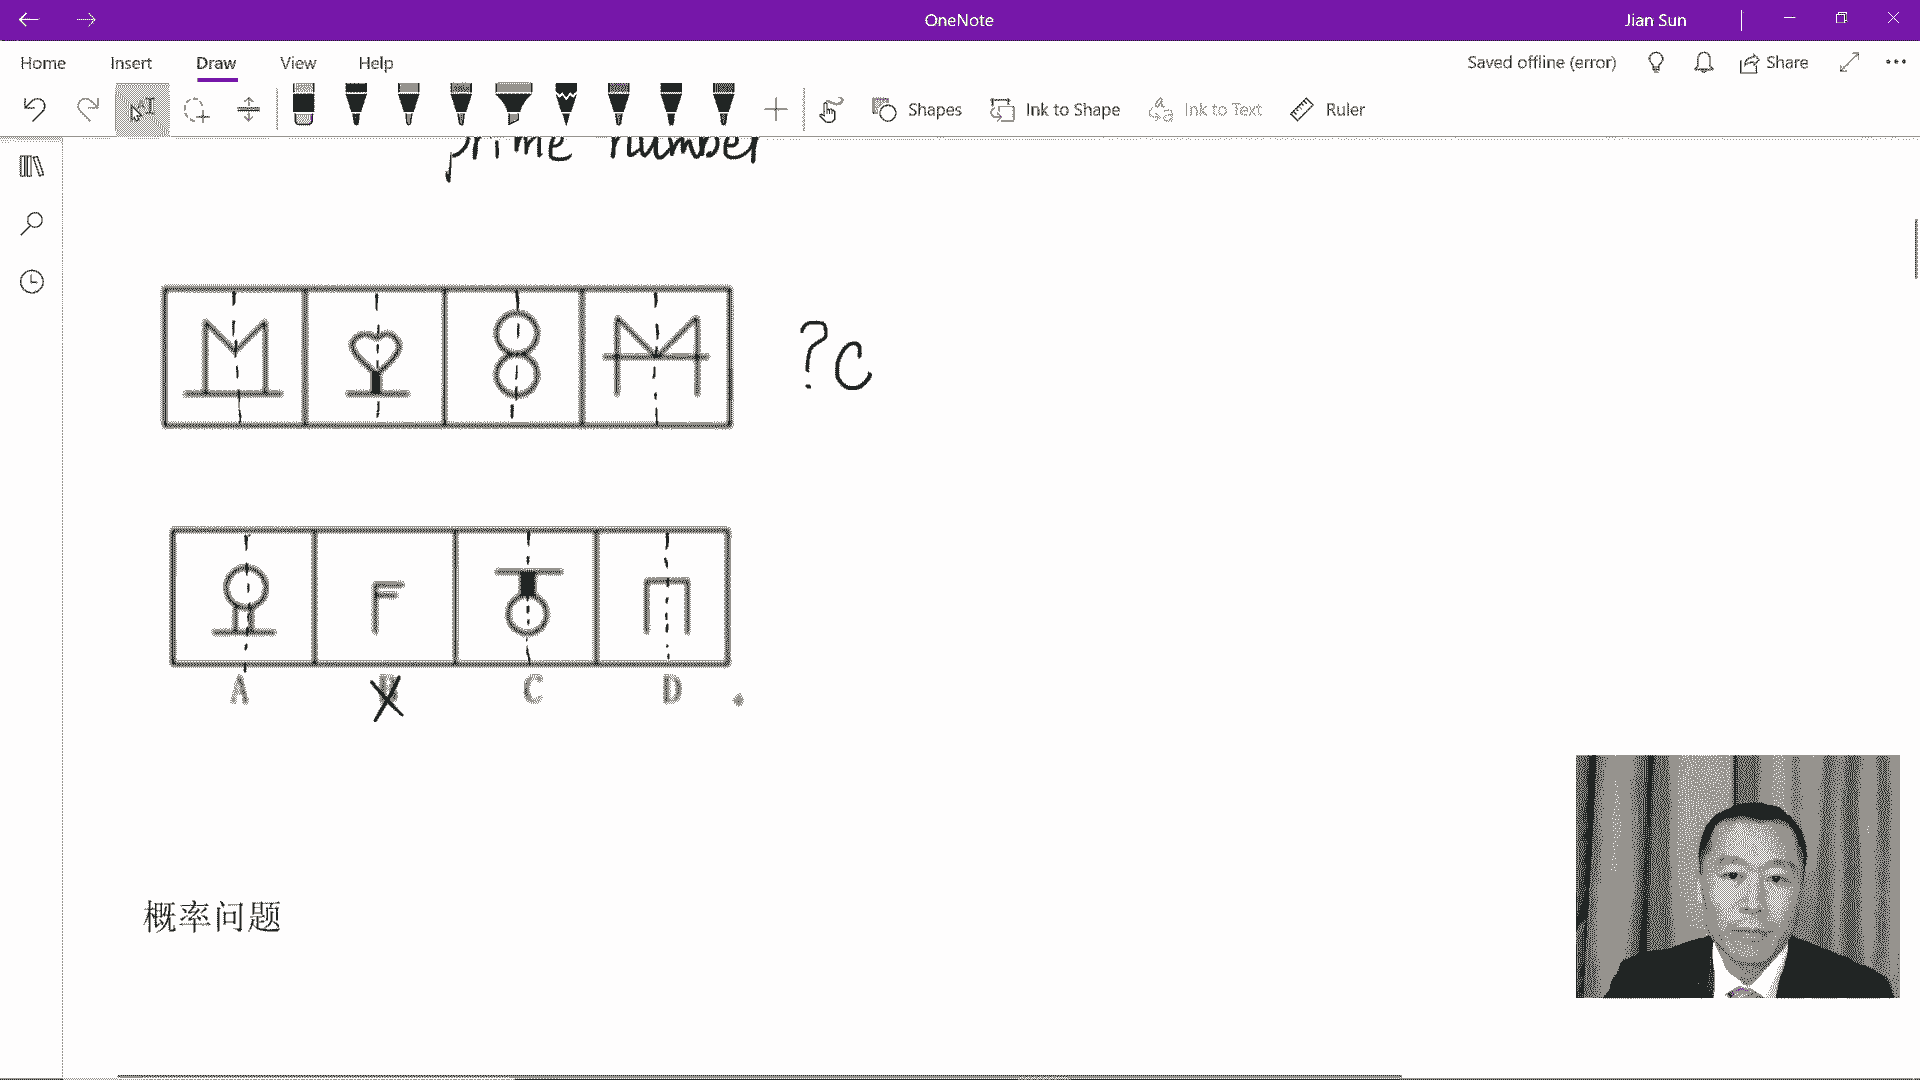 OneNote
Jian Sun
Home Insert Draw View Help
Saved offline (error)
Share
Shapes
Ink to Shape
Ink to Text
Ruler
prime number
? C
A
C
D
概率问题